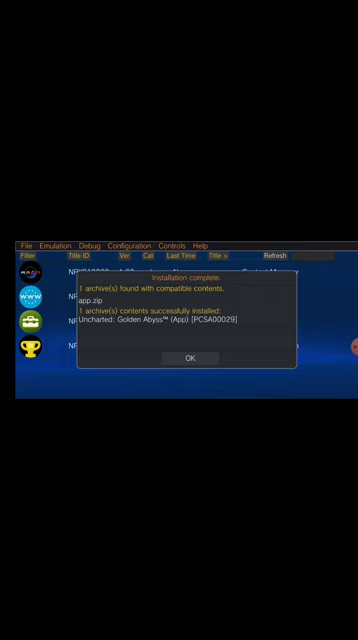 File Emulation Debug Configuration Controls Help
Filter Title ID Ver Cat Last Time Title > Refresh
Installation complete.
1 archive(s) found with compatible contents.
app.zip
1 archive(s) contents successfully installed:
Uncharted: Golden Abyss™ (App) [PCSA00029]
OK
WWW